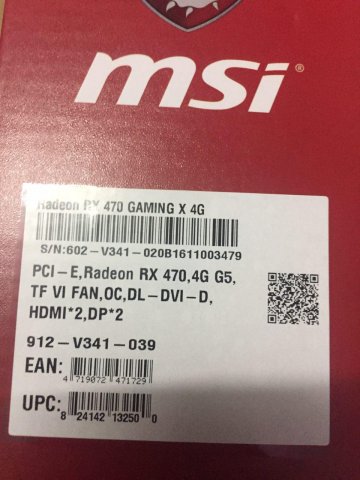 msi
Radeon RX 470 GAMING X 4G
S/N:602-V341-020B1611003479
PCI-E,Radeon RX 470,4G G5,
TF VI FAN,OC,DL-DVI-D,
HDMI*2,DP*2
912-V341-039
EAN:
4 719072 471729
UPC:
8 24142 13250 0